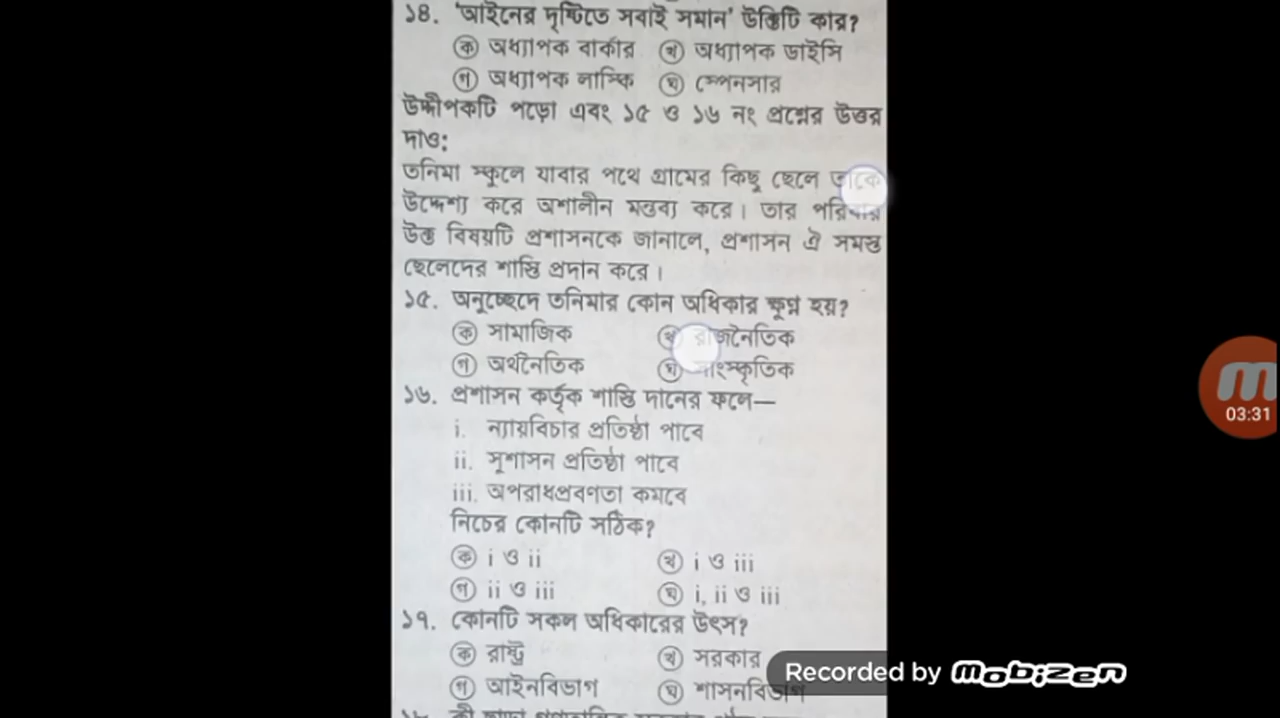 ১৪. 'আইনের দৃষ্টিতে সবাই সমান' উক্তিটি কার?
ক অধ্যাপক বার্কার খ অধ্যাপক ডাইসি
গ অধ্যাপক লাস্কি ঘ স্পেনসার
উদ্দীপকটি পড়ো এবং ১৫ ও ১৬ নং প্রশ্নের উত্তর
দাও:
তনিমা স্কুলে যাবার পথে গ্রামের কিছু ছেলে তাকে
উদ্দেশ্য করে অশালীন মন্তব্য করে। তার পরিবার
উক্ত বিষয়টি প্রশাসনকে জানালে, প্রশাসন ঐ সমস্ত
ছেলেদের শাস্তি প্রদান করে।
১৫. অনুচ্ছেদে তনিমার কোন অধিকার ক্ষুণ্ন হয়?
ক সামাজিক খ রাজনৈতিক
গ অর্থনৈতিক ঘ সাংস্কৃতিক
১৬. প্রশাসন কর্তৃক শাস্তি দানের ফলে—
i. ন্যায়বিচার প্রতিষ্ঠা পাবে
ii. সুশাসন প্রতিষ্ঠা পাবে
iii. অপরাধপ্রবণতা কমবে
নিচের কোনটি সঠিক?
ক i ও ii খ i ও iii
গ ii ও iii ঘ i, ii ও iii
১৭. কোনটি সকল অধিকারের উৎস?
ক রাষ্ট্র খ সরকার
গ আইনবিভাগ ঘ শাসনবিভাগ
03:31
Recorded by mobizen